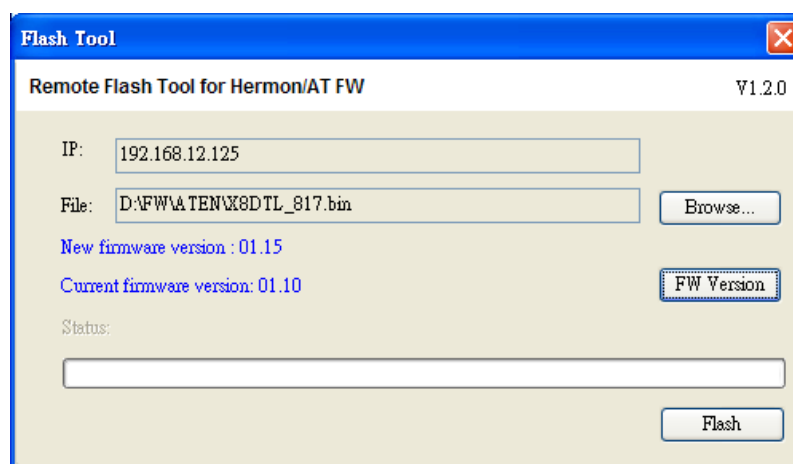 Flash Tool
Remote Flash Tool for Hermon/AT FW V1.2.0
IP: 192.168.12.125
File: D:\FW\ATEN\X8DTL_817.bin Browse...
New firmware version : 01.15
Current firmware version: 01.10 FW Version
Status:
Flash